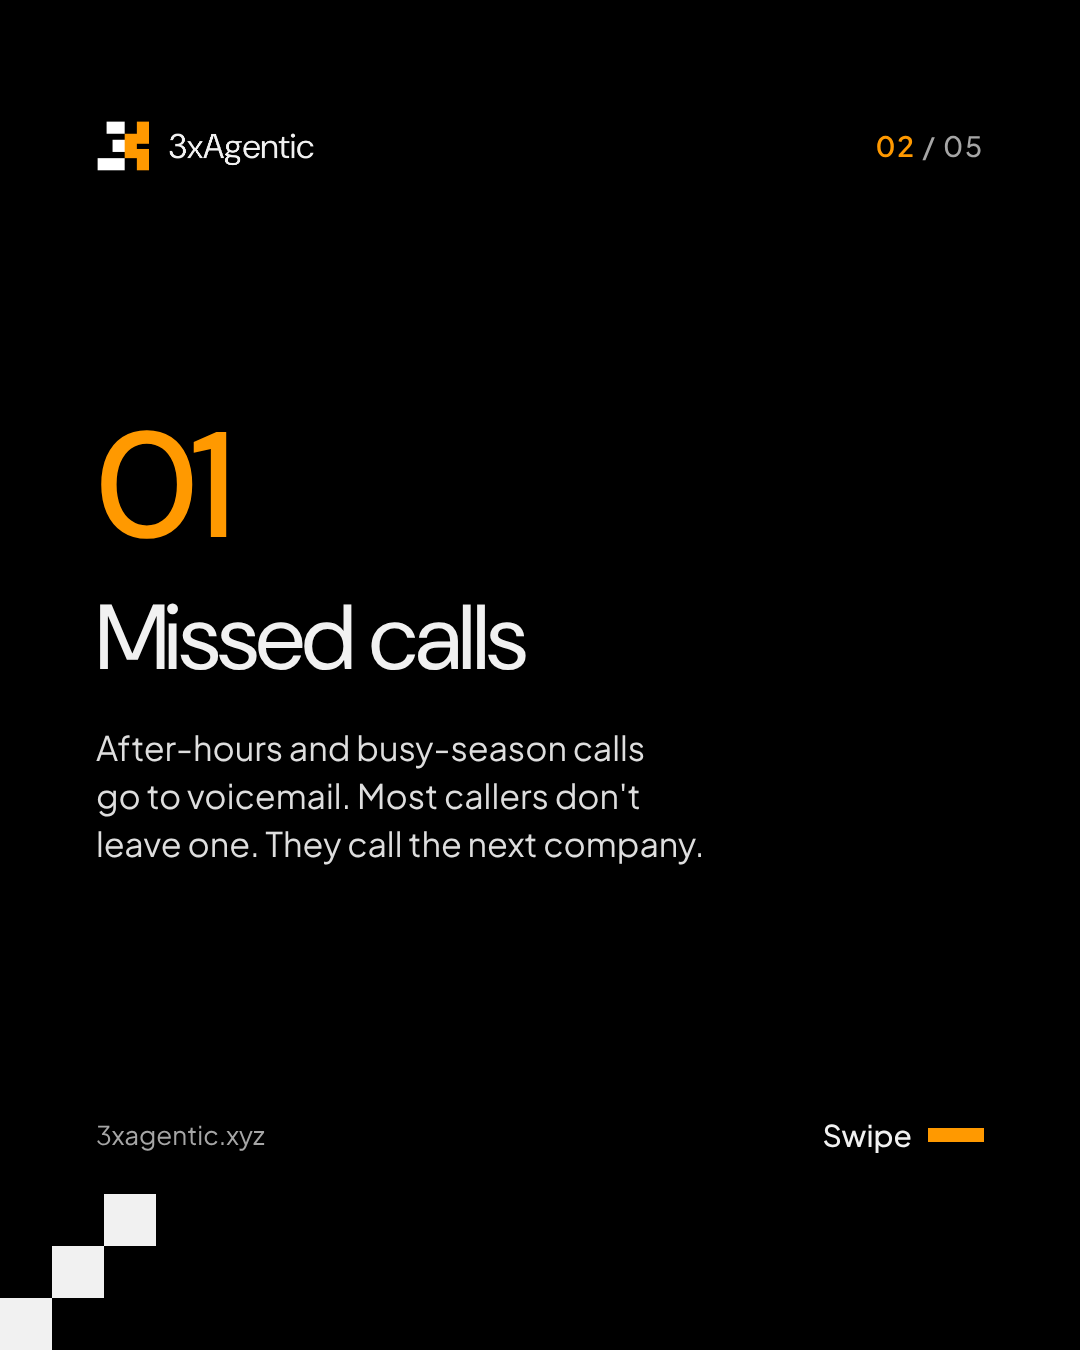 3xAgentic
02 / 05
01
Missed calls
After-hours and busy-season calls
go to voicemail. Most callers don't
leave one. They call the next company.
3xagentic.xyz
Swipe